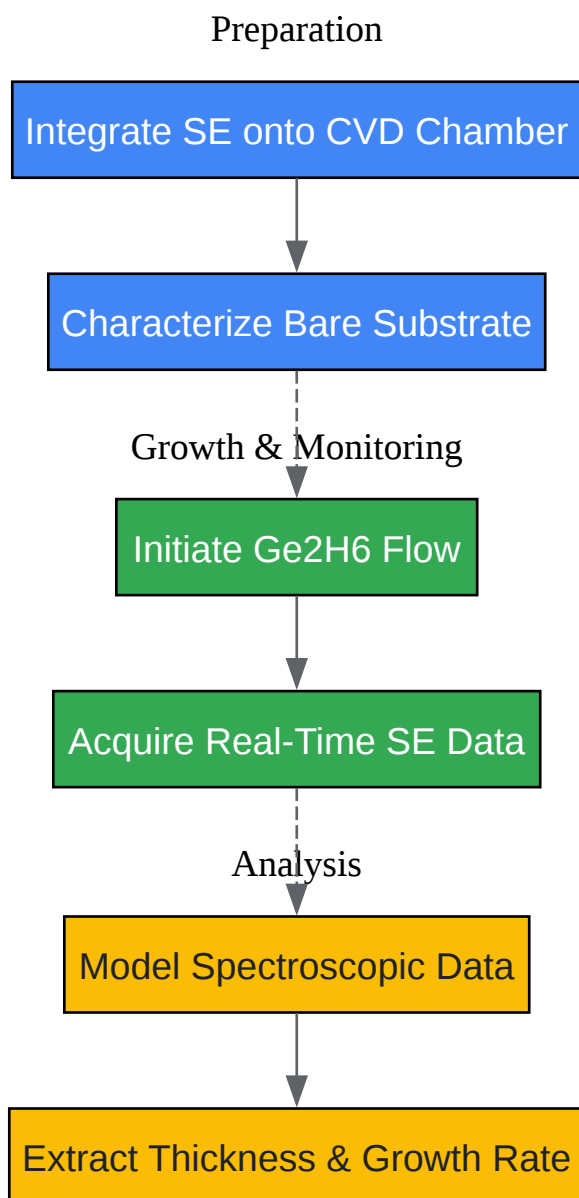 Preparation
Integrate SE onto CVD Chamber
Characterize Bare Substrate
Growth & Monitoring
Initiate Ge2H6 Flow
Acquire Real-Time SE Data
Analysis
Model Spectroscopic Data
Extract Thickness & Growth Rate